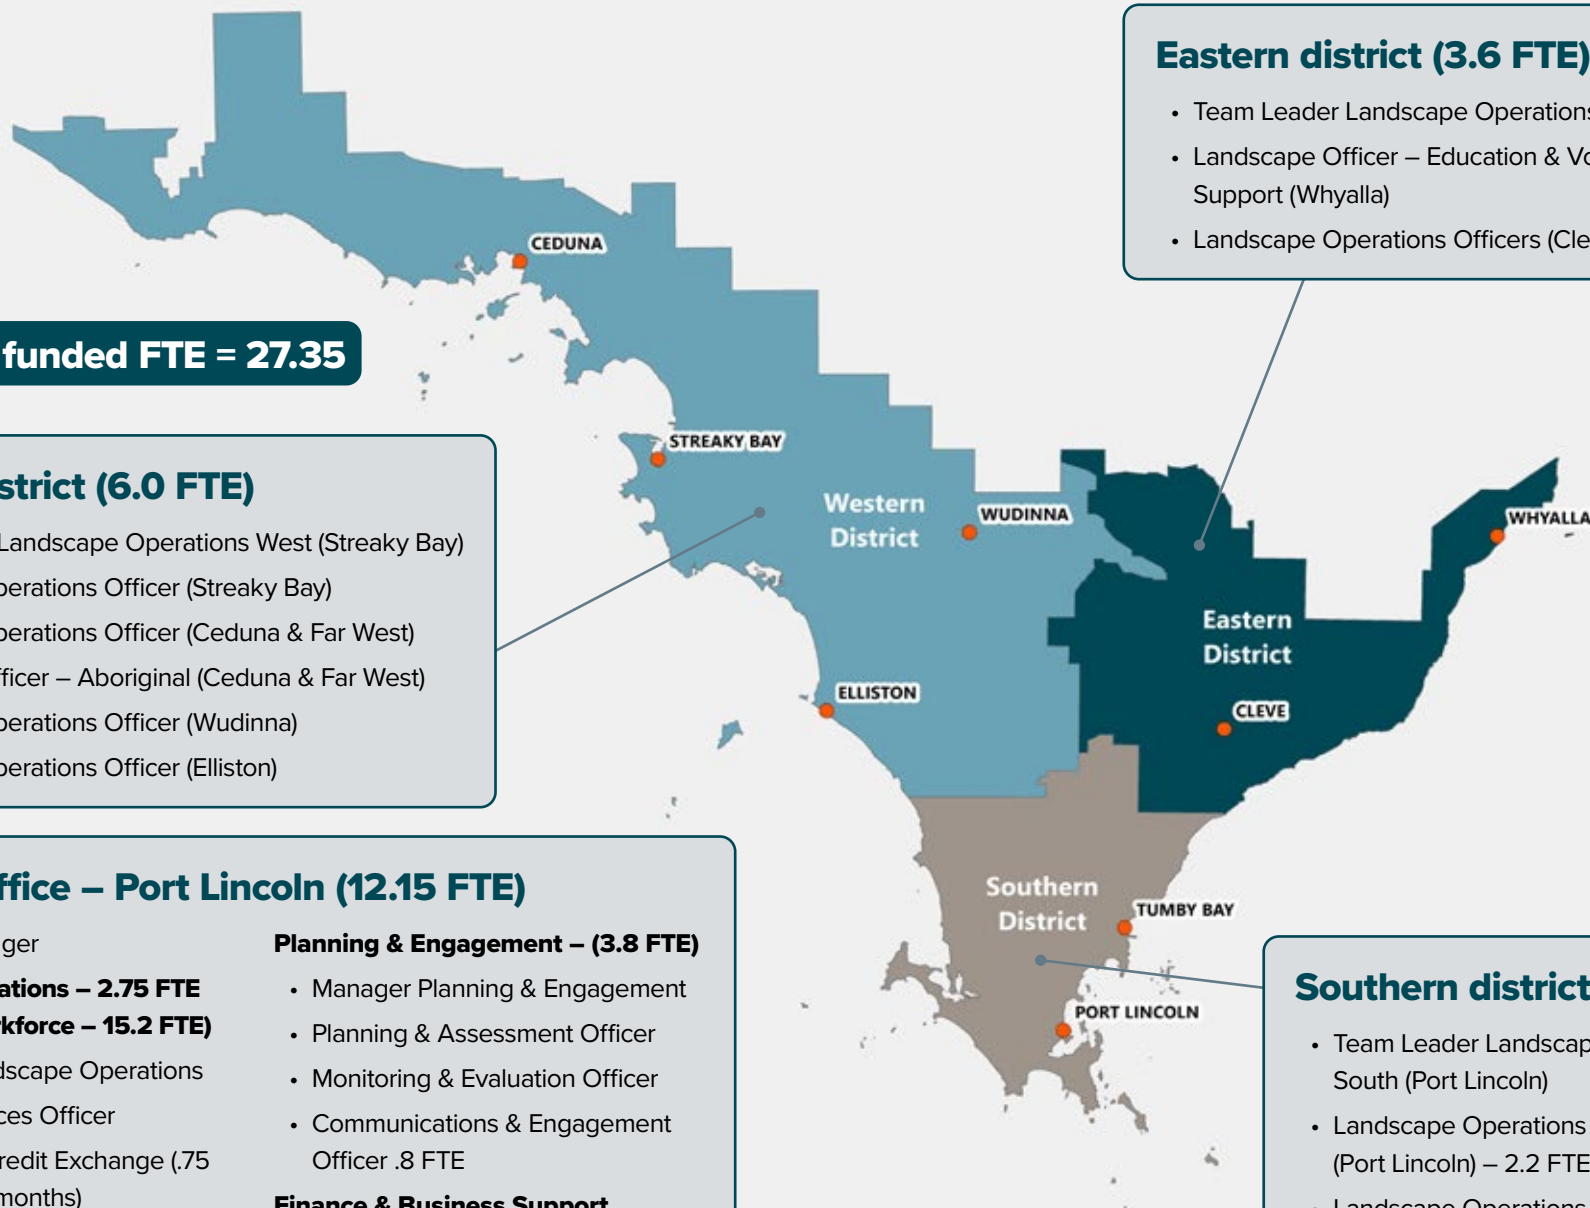 Eastern district (3.6 FTE)
• Team Leader Landscape Operations
• Landscape Officer – Education & Vo
Support (Whyalla)
• Landscape Operations Officers (Cle
CEDUNA
funded FTE = 27.35
STREAKY BAY
Western
District
WUDINNA
WHYALLA
Eastern
District
ELLISTON
CLEVE
strict (6.0 FTE)
Landscape Operations West (Streaky Bay)
perations Officer (Streaky Bay)
perations Officer (Ceduna & Far West)
fficer – Aboriginal (Ceduna & Far West)
perations Officer (Wudinna)
perations Officer (Elliston)
Southern
District
TUMBY BAY
PORT LINCOLN
ffice – Port Lincoln (12.15 FTE)
ger
ations – 2.75 FTE
rkforce – 15.2 FTE)
dscape Operations
ces Officer
redit Exchange (.75
months)
Planning & Engagement – (3.8 FTE)
• Manager Planning & Engagement
• Planning & Assessment Officer
• Monitoring & Evaluation Officer
• Communications & Engagement
Officer .8 FTE
Finance & Business Support
Southern district
• Team Leader Landscap
South (Port Lincoln)
• Landscape Operations
(Port Lincoln) – 2.2 FTE
• Landscape Operations